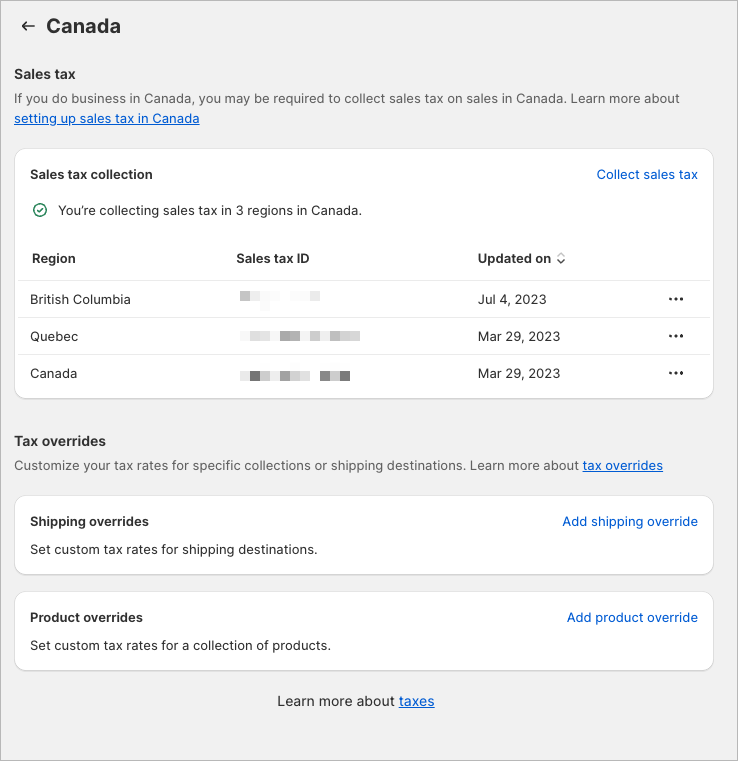 Canada
Sales tax
If you do business in Canada, you may be required to collect sales tax on sales in Canada. Learn more about
setting up sales tax in Canada
Sales tax collection Collect sales tax
You’re collecting sales tax in 3 regions in Canada.
Region Sales tax ID Updated on
British Columbia Jul 4, 2023
Quebec Mar 29, 2023
Canada Mar 29, 2023
Tax overrides
Customize your tax rates for specific collections or shipping destinations. Learn more about tax overrides
Shipping overrides Add shipping override
Set custom tax rates for shipping destinations.
Product overrides Add product override
Set custom tax rates for a collection of products.
Learn more about taxes